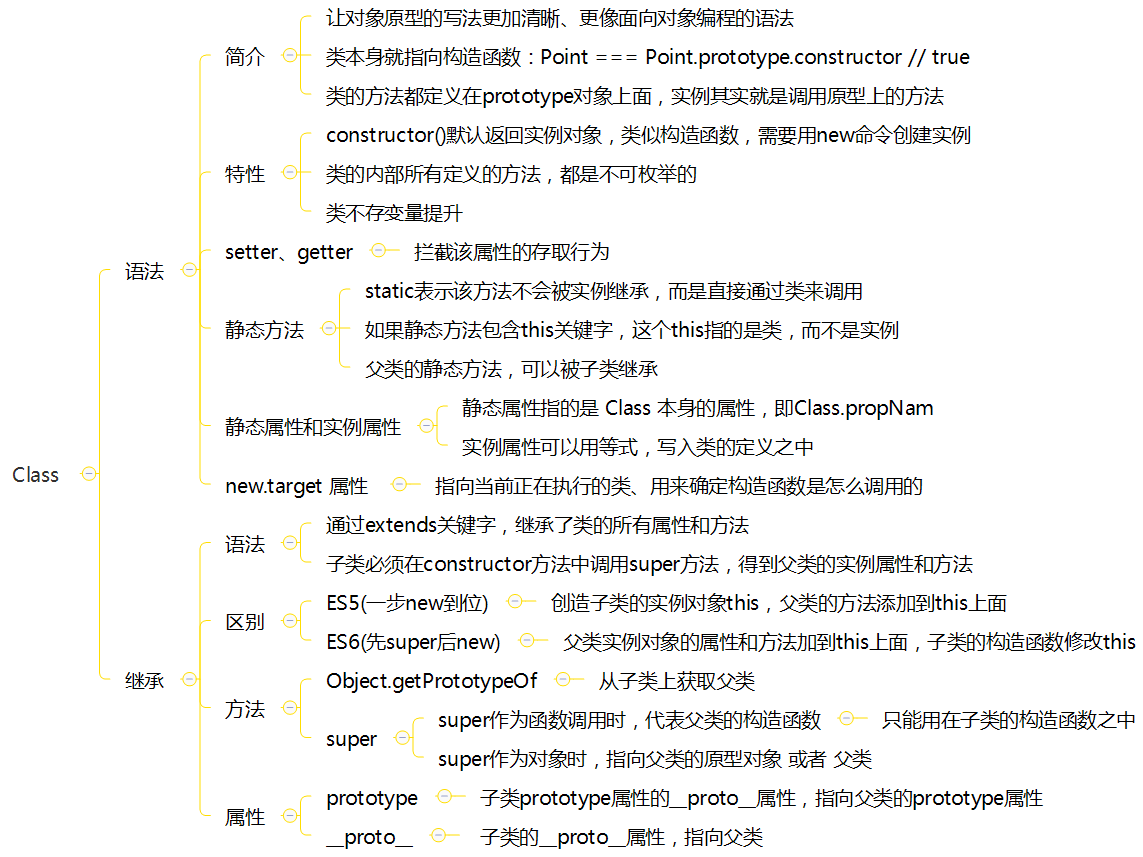 Class
语法
简介
让对象原型的写法更加清晰、更像面向对象编程的语法
类本身就指向构造函数：Point === Point.prototype.constructor // true
类的方法都定义在prototype对象上面，实例其实就是调用原型上的方法
特性
constructor()默认返回实例对象，类似构造函数，需要用new命令创建实例
类的内部所有定义的方法，都是不可枚举的
类不存变量提升
setter、getter
拦截该属性的存取行为
静态方法
static表示该方法不会被实例继承，而是直接通过类来调用
如果静态方法包含this关键字，这个this指的是类，而不是实例
父类的静态方法，可以被子类继承
静态属性和实例属性
静态属性指的是 Class 本身的属性，即Class.propNam
实例属性可以用等式，写入类的定义之中
new.target 属性
指向当前正在执行的类、用来确定构造函数是怎么调用的
继承
语法
通过extends关键字，继承了类的所有属性和方法
子类必须在constructor方法中调用super方法，得到父类的实例属性和方法
区别
ES5(一步new到位)
创造子类的实例对象this，父类的方法添加到this上面
ES6(先super后new)
父类实例对象的属性和方法加到this上面，子类的构造函数修改this
方法
Object.getPrototypeOf
从子类上获取父类
super
super作为函数调用时，代表父类的构造函数
只能用在子类的构造函数之中
super作为对象时，指向父类的原型对象 或者 父类
属性
prototype
子类prototype属性的__proto__属性，指向父类的prototype属性
__proto__
子类的__proto__属性，指向父类